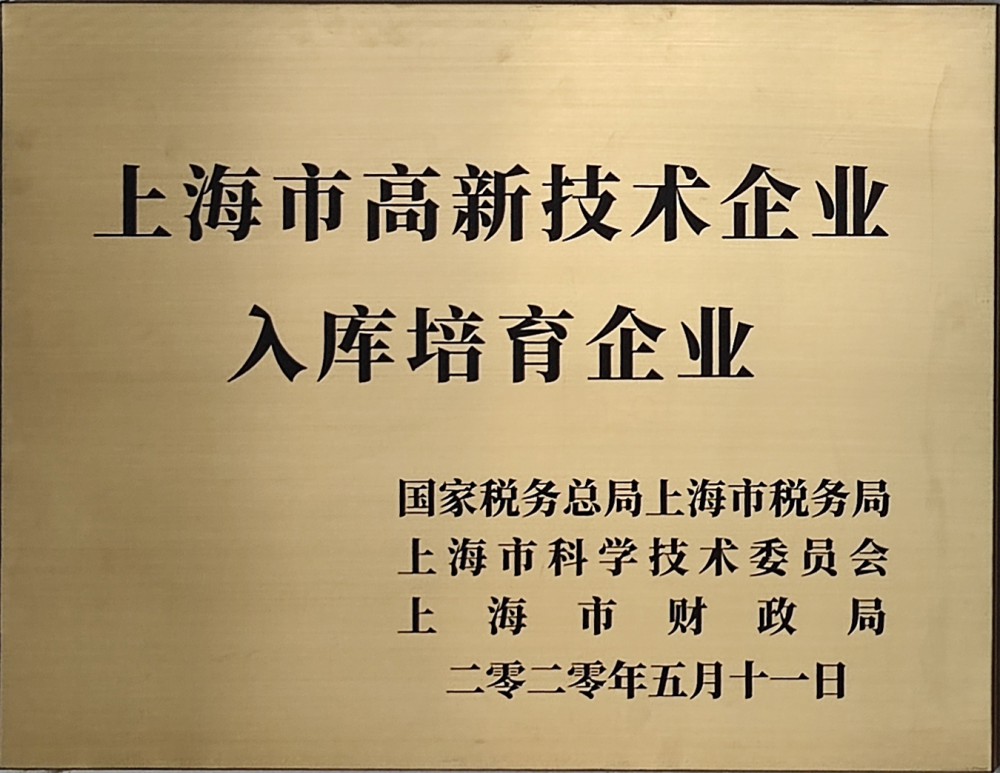 上海市高新技术企业
入库培育企业
国家税务总局上海市税务局
上海市科学技术委员会
上海市财政局
二零二零年五月十一日